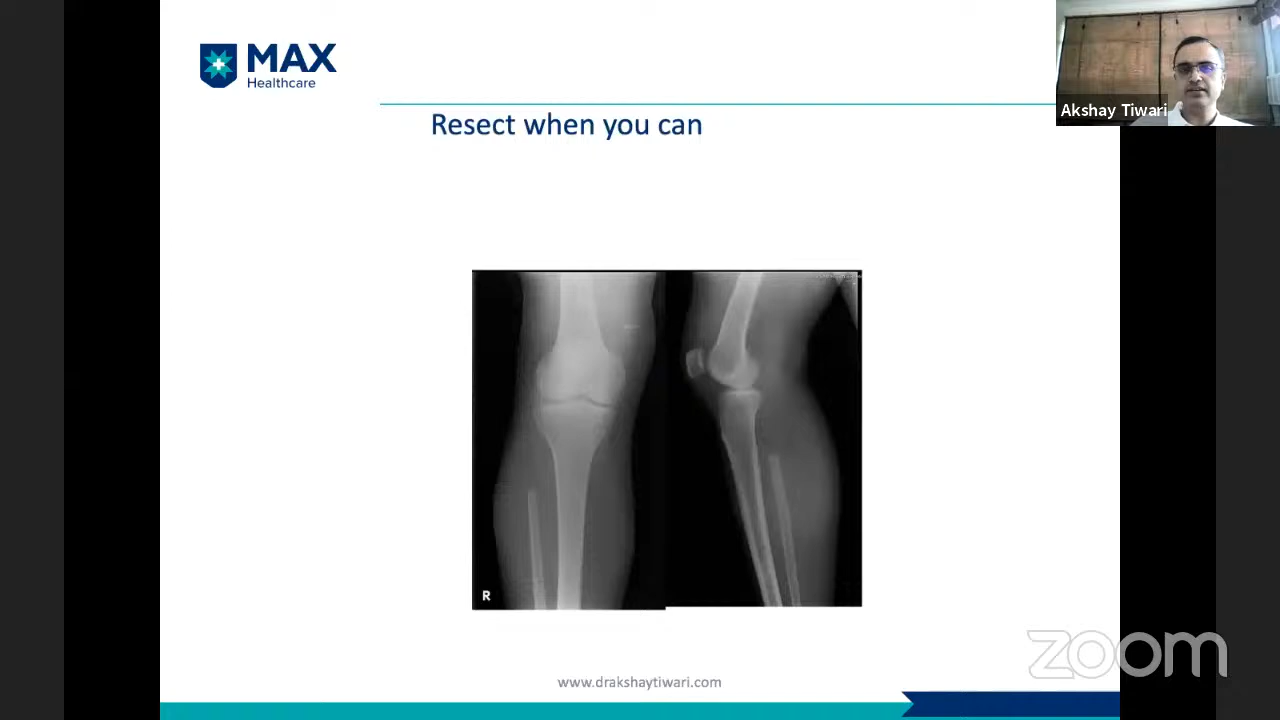 MAX
Healthcare
Akshay Tiwari
Resect when you can
R
www.drakshaytiwari.com
zoom